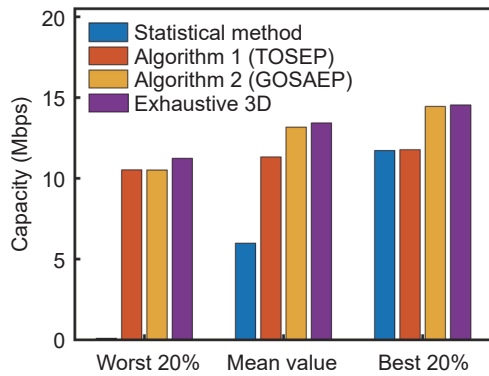 20
15
10
5
0
Capacity (Mbps)
Statistical method
Algorithm 1 (TOSEP)
Algorithm 2 (GOSAEP)
Exhaustive 3D
Worst 20%
Mean value
Best 20%